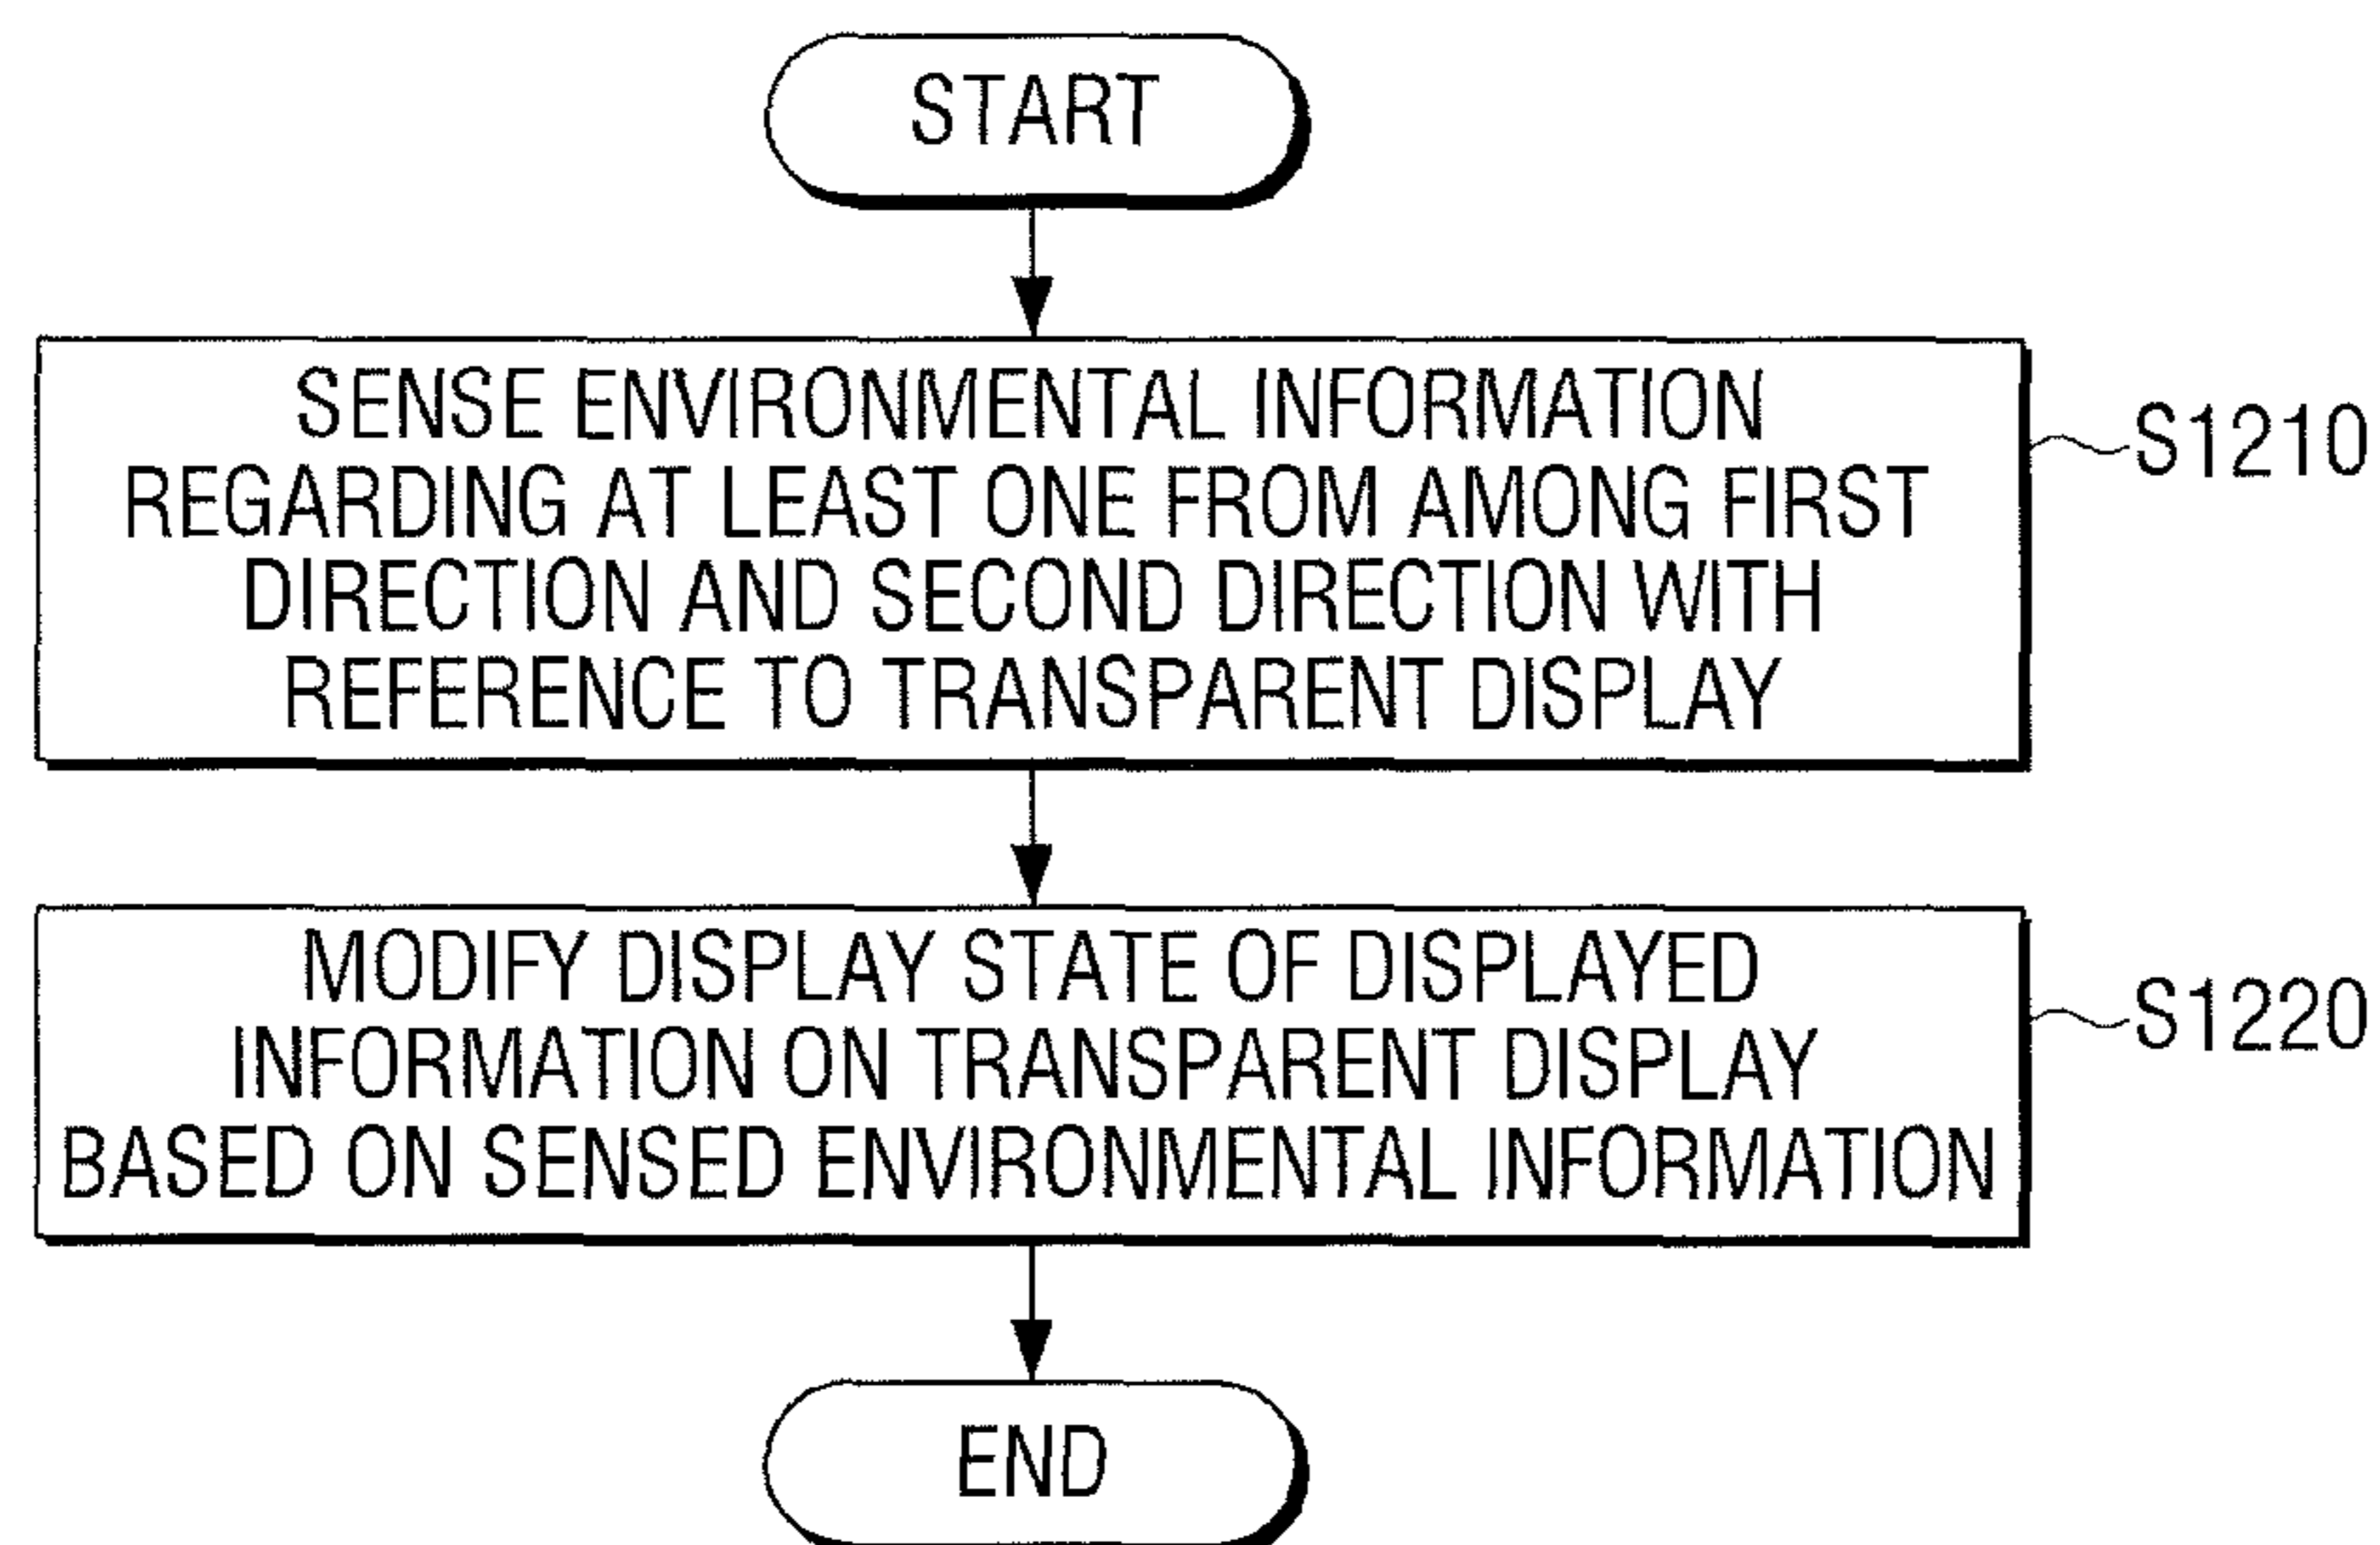 START
SENSE ENVIRONMENTAL INFORMATION
REGARDING AT LEAST ONE FROM AMONG FIRST
DIRECTION AND SECOND DIRECTION WITH
REFERENCE TO TRANSPARENT DISPLAY
S1210
MODIFY DISPLAY STATE OF DISPLAYED
INFORMATION ON TRANSPARENT DISPLAY
BASED ON SENSED ENVIRONMENTAL INFORMATION
S1220
END